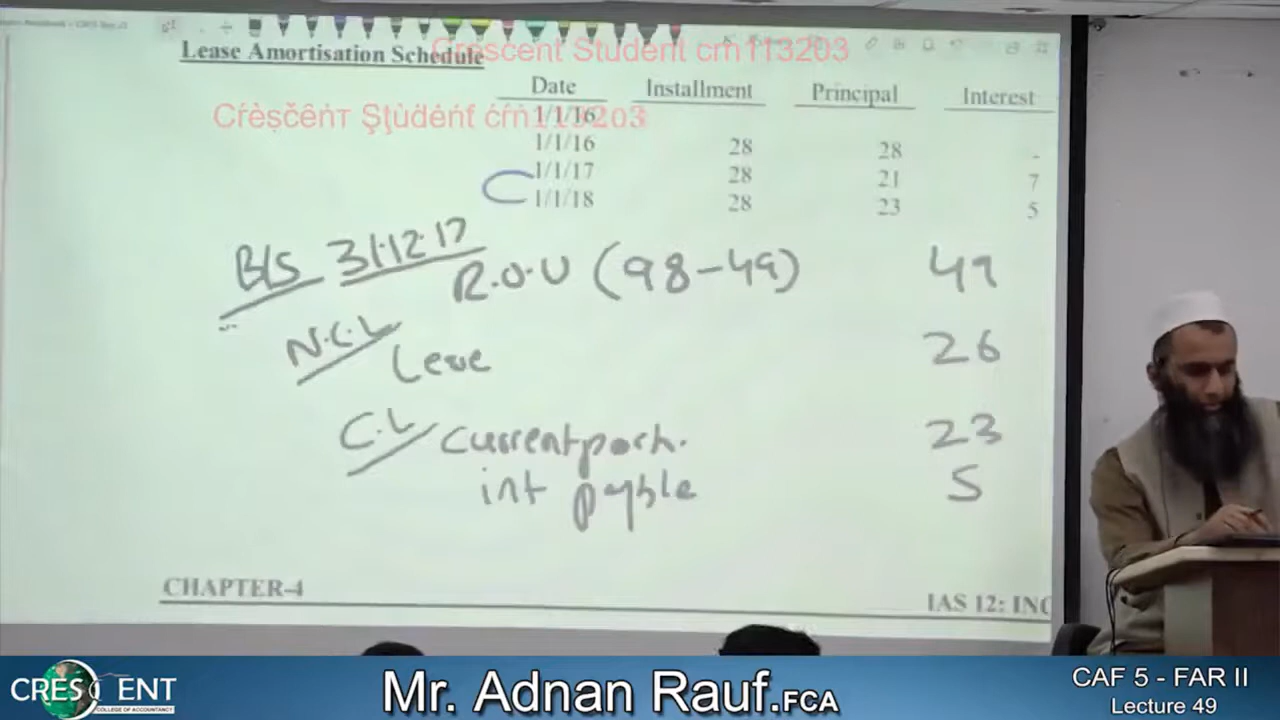 Crescent Student crn113203
Lease Amortisation Schedule
Date Installment Principal Interest
Cŕèşčêńт Şţùďéńť ćŕń113203
1/1/16
1/1/16 28 28 -
1/1/17 28 21 7
1/1/18 28 23 5
B/S 31.12.17
R.O.U (98-49) 49
N.C.L
Lease 26
C.L Current port. 23
int payble 5
CHAPTER-4
IAS 12: INC
CRESCENT
COLLEGE OF ACCOUNTANCY
Mr. Adnan Rauf.FCA
CAF 5 - FAR II
Lecture 49